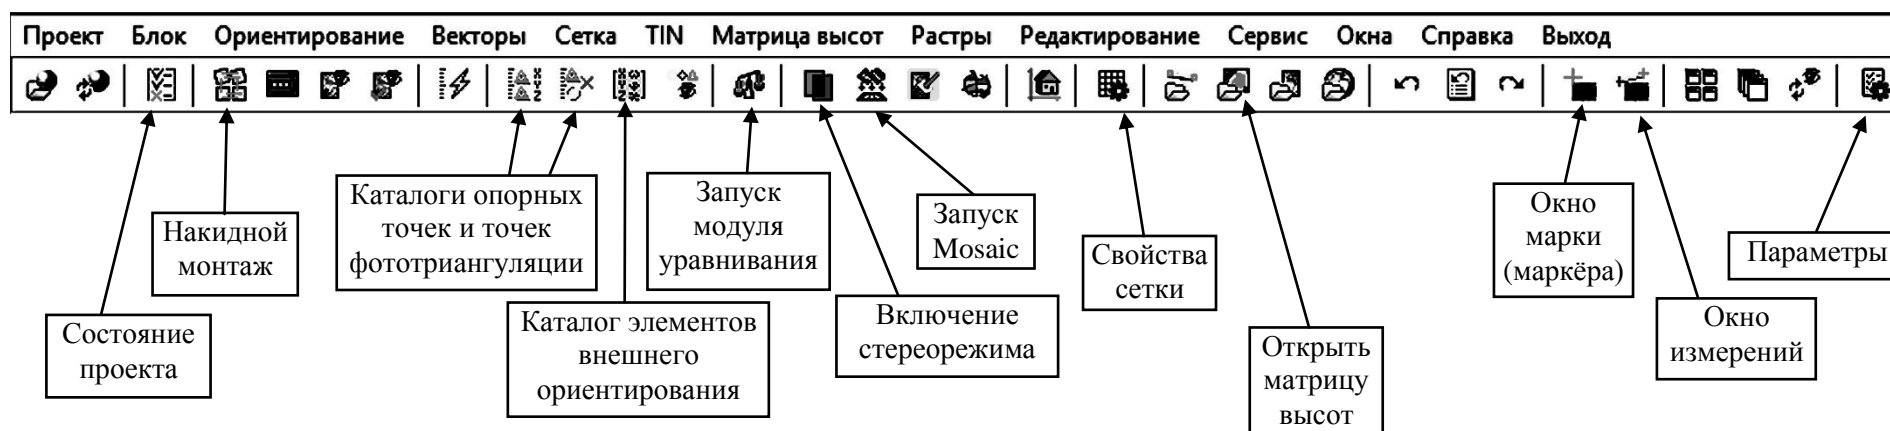 Проект Блок Ориентирование Векторы Сетка TIN Матрица высот Растры Редактирование Сервис Окна Справка Выход
Состояние
проекта
Накидной
монтаж
Каталоги опорных
точек и точек
фототриангуляции
Каталог элементов
внешнего
ориентирования
Запуск
модуля
уравнивания
Включение
стереорежима
Запуск
Mosaic
Свойства
сетки
Открыть
матрицу
высот
Окно
марки
(маркёра)
Окно
измерений
Параметры